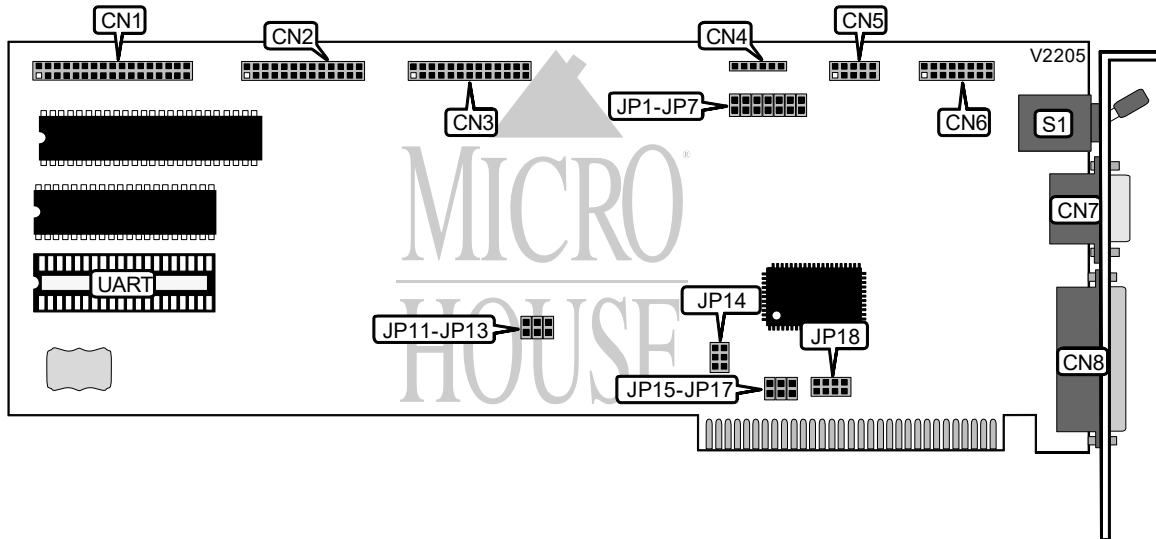 CN1
CN2
CN4
CN5
V2205
JP1-JP7
CN3
CN6
S1
MICRO®
HOUSE
CN7
UART
JP14
JP11-JP13
JP18
CN8
JP15-JP17